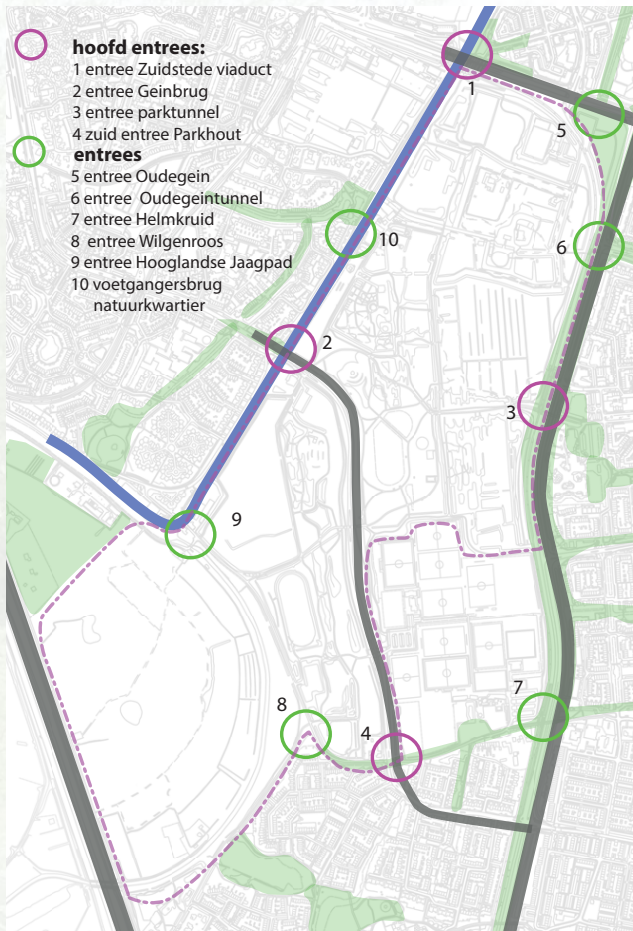 hoofd entrees:
1 entree Zuidstede viaduct
2 entree Geinbrug
3 entree parktunnel
4 zuid entree Parkhout
entrees
5 entree Oudegein
6 entree Oudegeintunnel
7 entree Helmkruid
8 entree Wilgenroos
9 entree Hooglandse Jaagpad
10 voetgangersbrug
natuurkwartier
1
5
10
6
2
3
9
7
8
4